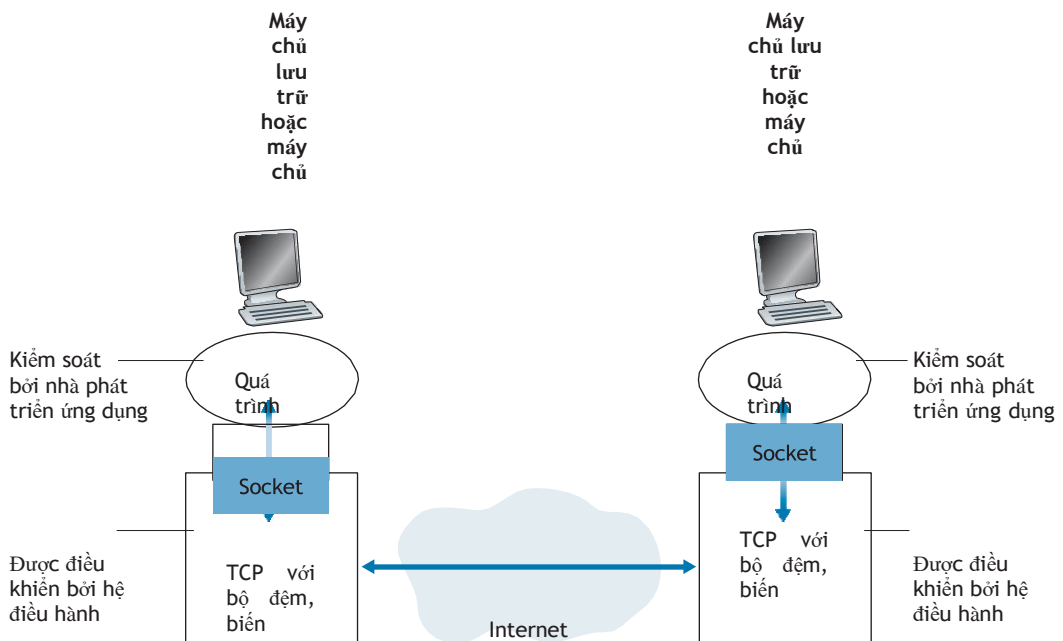 Máy
chủ
lưu
trữ
hoặc
máy
chủ
Máy
chủ lưu
trữ
hoặc
máy
chủ
Kiểm soát
bởi nhà phát
triển ứng dụng
Quá
trình
Quá
trình
Kiểm soát
bởi nhà phát
triển ứng dụng
Socket
Socket
Được điều
khiển bởi hệ
điều hành
TCP với
bộ đệm,
biến
Internet
TCP với
bộ đệm,
biến
Được điều
khiển bởi hệ
điều hành